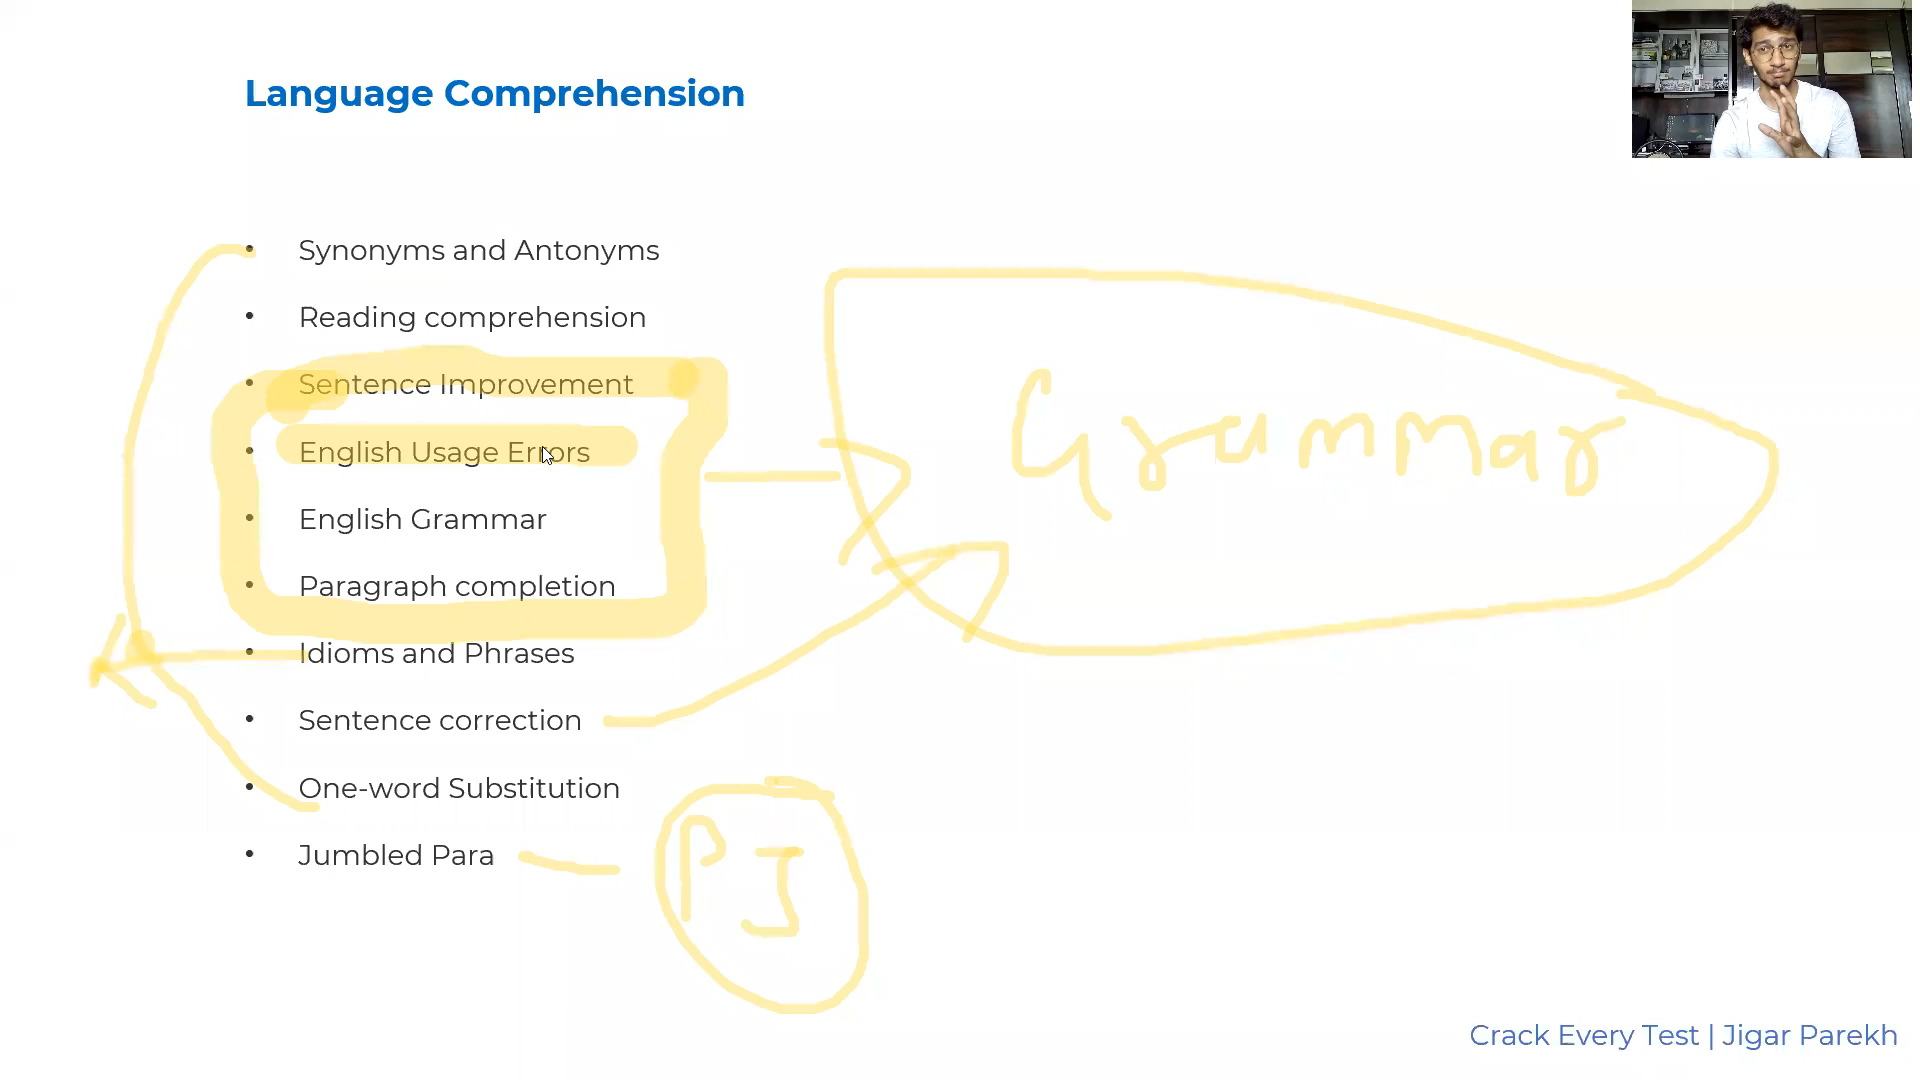 Language Comprehension
• Synonyms and Antonyms
• Reading comprehension
• Sentence Improvement
• English Usage Errors
• English Grammar
• Paragraph completion
• Idioms and Phrases
• Sentence correction
• One-word Substitution
• Jumbled Para
Grammar
PJ
Crack Every Test | Jigar Parekh